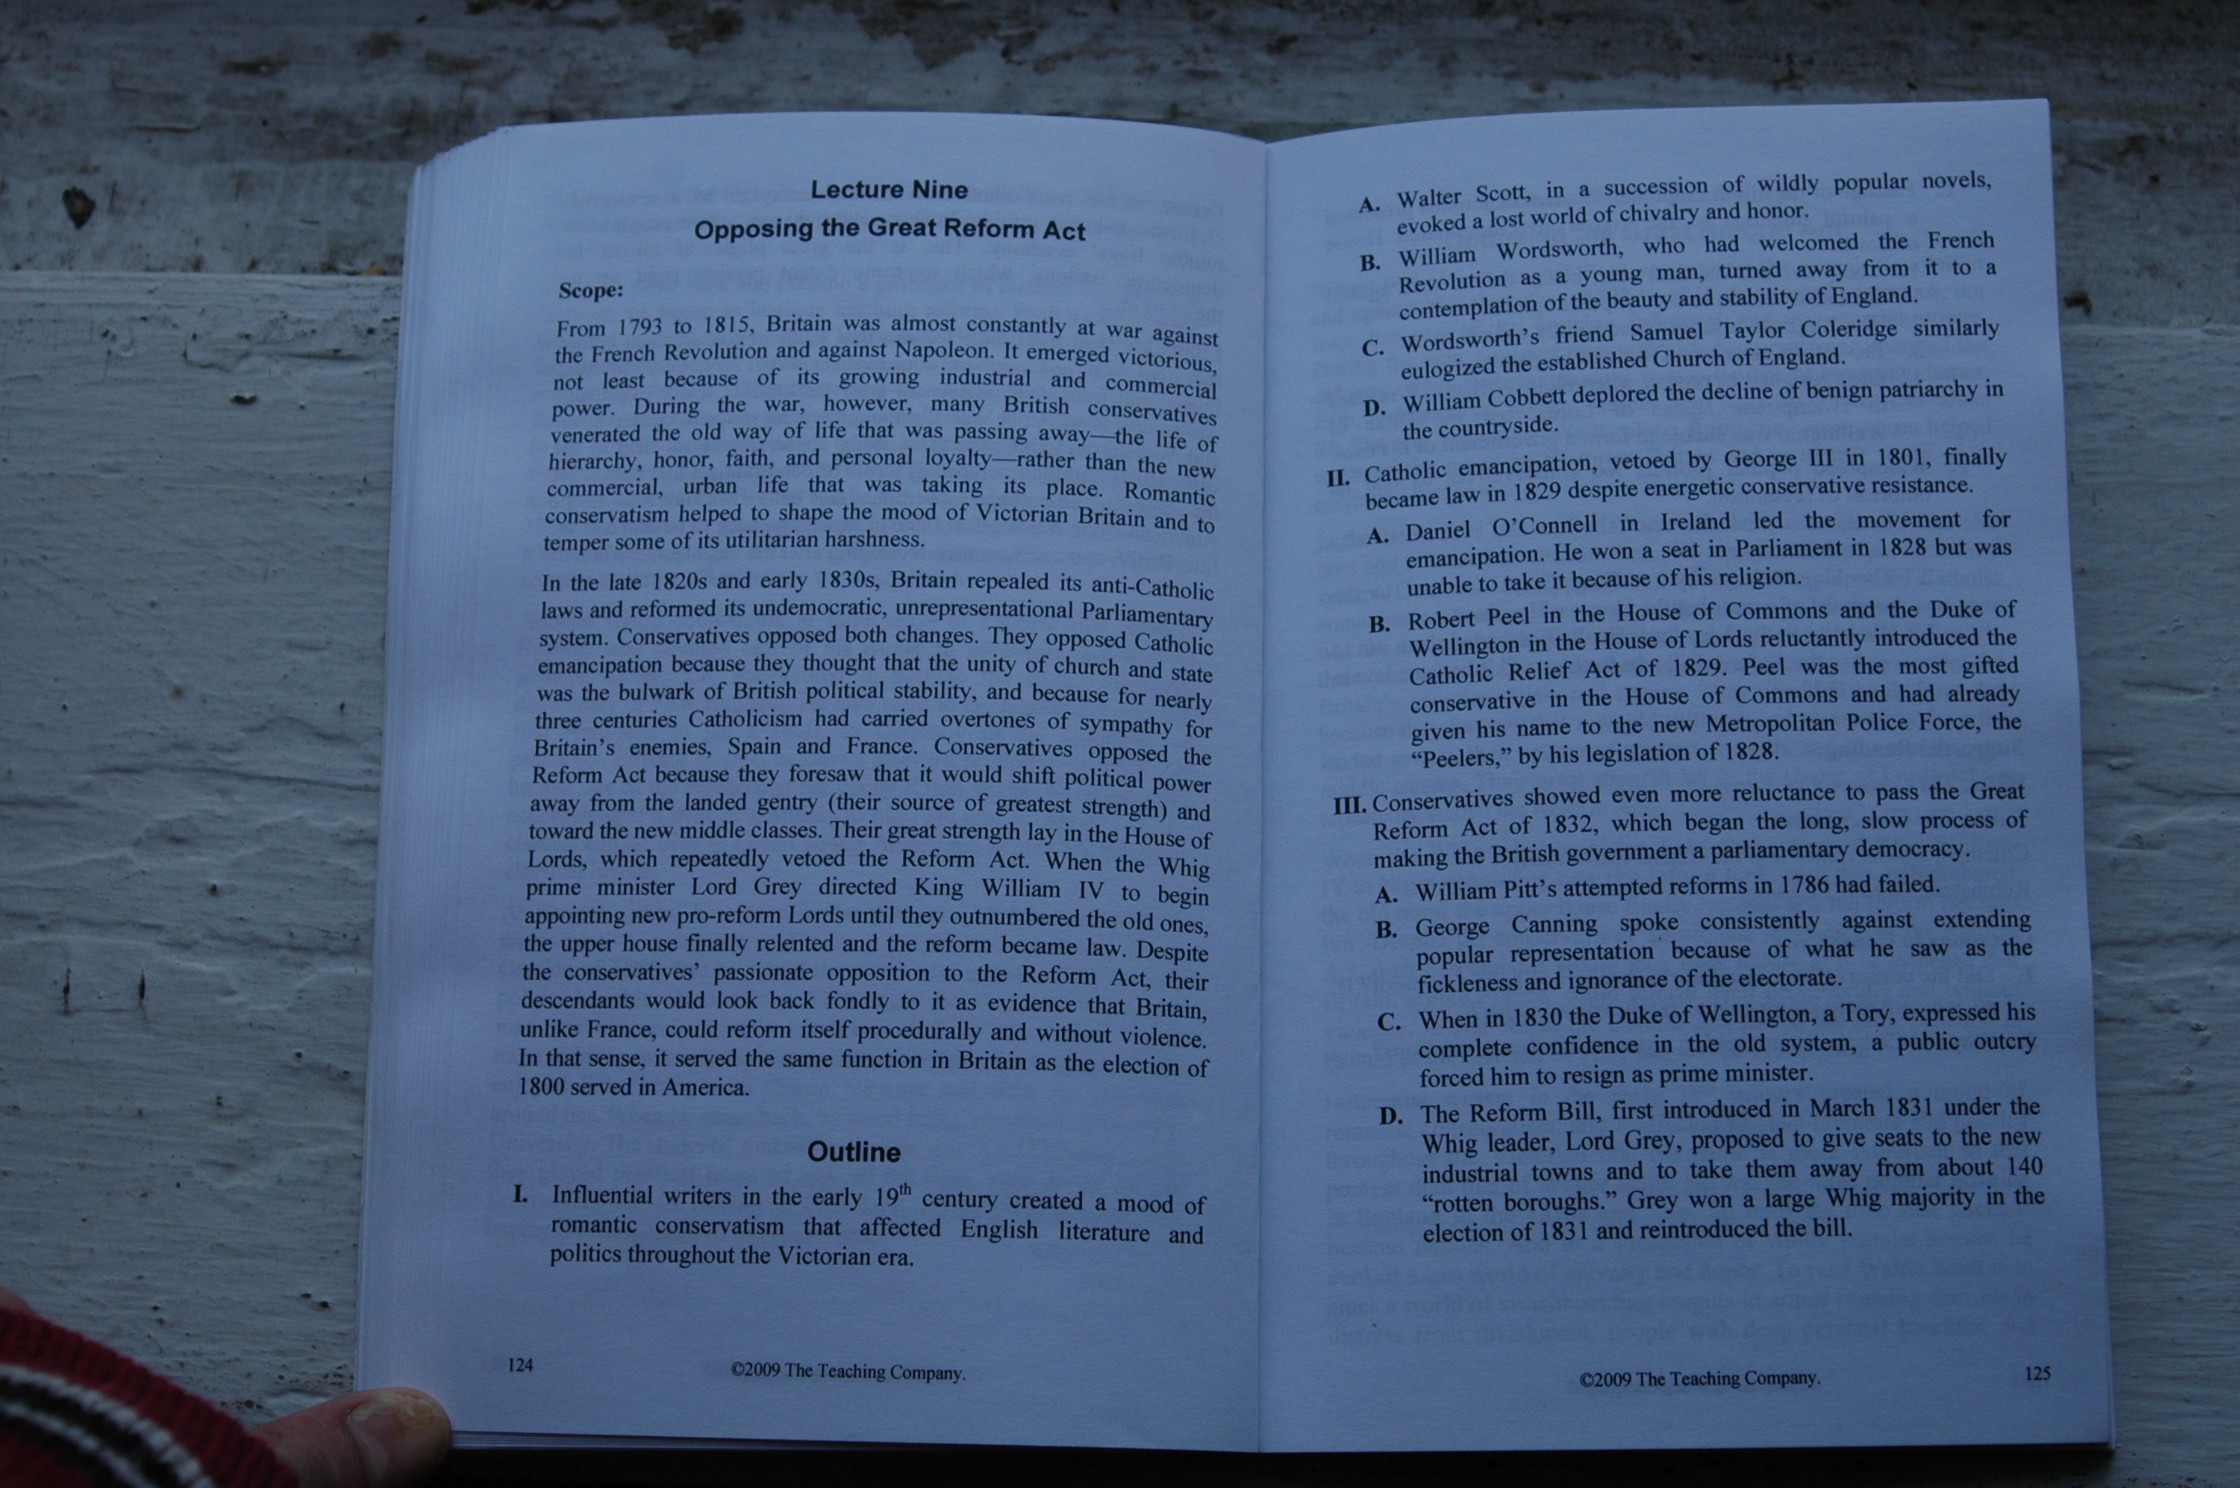 Lecture Nine
Opposing the Great Reform Act
Scope:
From 1793 to 1815, Britain was almost constantly at war against
the French Revolution and against Napoleon. It emerged victorious,
not least because of its growing industrial and commercial
power. During the war, however, many British conservatives
venerated the old way of life that was passing away—the life of
hierarchy, honor, faith, and personal loyalty—rather than the new
commercial, urban life that was taking its place. Romantic
conservatism helped to shape the mood of Victorian Britain and to
temper some of its utilitarian harshness.
In the late 1820s and early 1830s, Britain repealed its anti-Catholic
laws and reformed its undemocratic, unrepresentational Parliamentary
system. Conservatives opposed both changes. They opposed Catholic
emancipation because they thought that the unity of church and state
was the bulwark of British political stability, and because for nearly
three centuries Catholicism had carried overtones of sympathy for
Britain's enemies, Spain and France. Conservatives opposed the
Reform Act because they foresaw that it would shift political power
away from the landed gentry (their source of greatest strength) and
toward the new middle classes. Their great strength lay in the House of
Lords, which repeatedly vetoed the Reform Act. When the Whig
prime minister Lord Grey directed King William IV to begin
appointing new pro-reform Lords until they outnumbered the old ones,
the upper house finally relented and the reform became law. Despite
the conservatives' passionate opposition to the Reform Act, their
descendants would look back fondly to it as evidence that Britain,
unlike France, could reform itself procedurally and without violence.
In that sense, it served the same function in Britain as the election of
1800 served in America.
Outline
I. Influential writers in the early 19th century created a mood of
romantic conservatism that affected English literature and
politics throughout the Victorian era.
124
©2009 The Teaching Company.
A. Walter Scott, in a succession of wildly popular novels,
evoked a lost world of chivalry and honor.
B. William Wordsworth, who had welcomed the French
Revolution as a young man, turned away from it to a
contemplation of the beauty and stability of England.
C. Wordsworth's friend Samuel Taylor Coleridge similarly
eulogized the established Church of England.
D. William Cobbett deplored the decline of benign patriarchy in
the countryside.
II. Catholic emancipation, vetoed by George III in 1801, finally
became law in 1829 despite energetic conservative resistance.
A. Daniel O'Connell in Ireland led the movement for
emancipation. He won a seat in Parliament in 1828 but was
unable to take it because of his religion.
B. Robert Peel in the House of Commons and the Duke of
Wellington in the House of Lords reluctantly introduced the
Catholic Relief Act of 1829. Peel was the most gifted
conservative in the House of Commons and had already
given his name to the new Metropolitan Police Force, the
"Peelers," by his legislation of 1828.
III. Conservatives showed even more reluctance to pass the Great
Reform Act of 1832, which began the long, slow process of
making the British government a parliamentary democracy.
A. William Pitt's attempted reforms in 1786 had failed.
B. George Canning spoke consistently against extending
popular representation because of what he saw as the
fickleness and ignorance of the electorate.
C. When in 1830 the Duke of Wellington, a Tory, expressed his
complete confidence in the old system, a public outcry
forced him to resign as prime minister.
D. The Reform Bill, first introduced in March 1831 under the
Whig leader, Lord Grey, proposed to give seats to the new
industrial towns and to take them away from about 140
"rotten boroughs." Grey won a large Whig majority in the
election of 1831 and reintroduced the bill.
©2009 The Teaching Company.
125